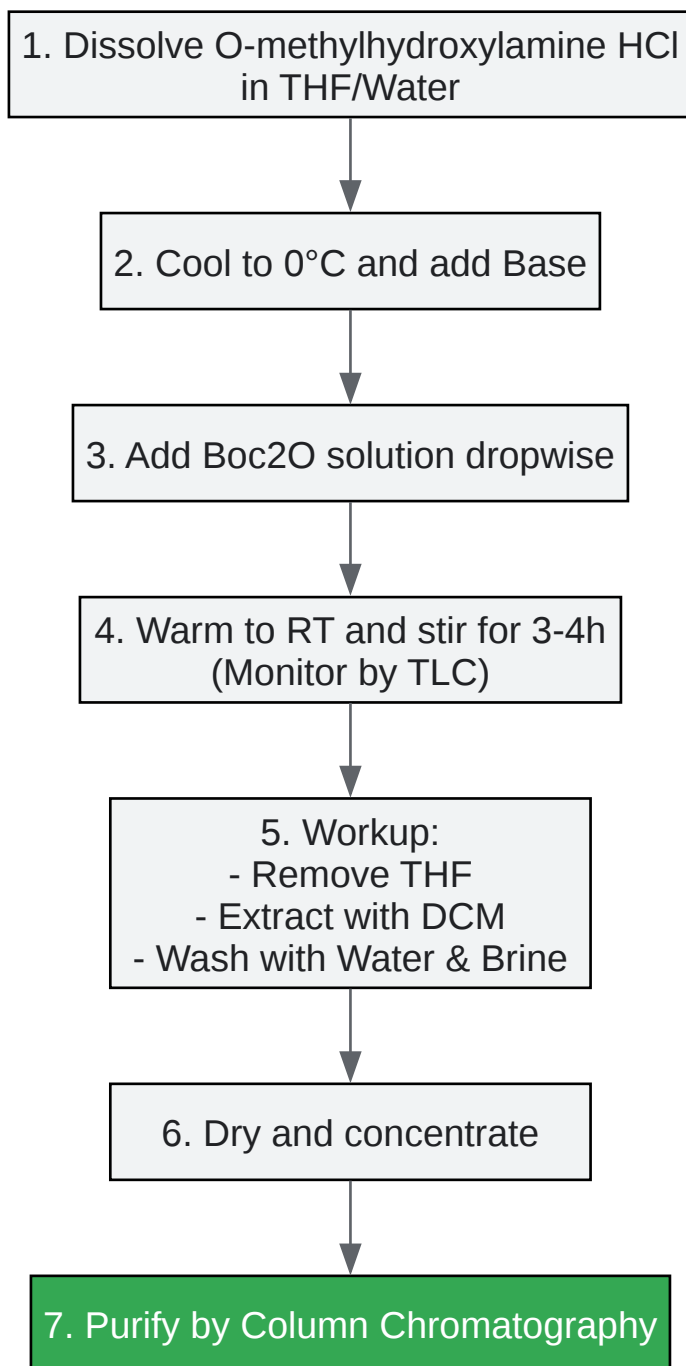 1. Dissolve O-methylhydroxylamine HCl
in THF/Water
2. Cool to 0°C and add Base
3. Add Boc2O solution dropwise
4. Warm to RT and stir for 3-4h
(Monitor by TLC)
5. Workup:
- Remove THF
- Extract with DCM
- Wash with Water & Brine
6. Dry and concentrate
7. Purify by Column Chromatography